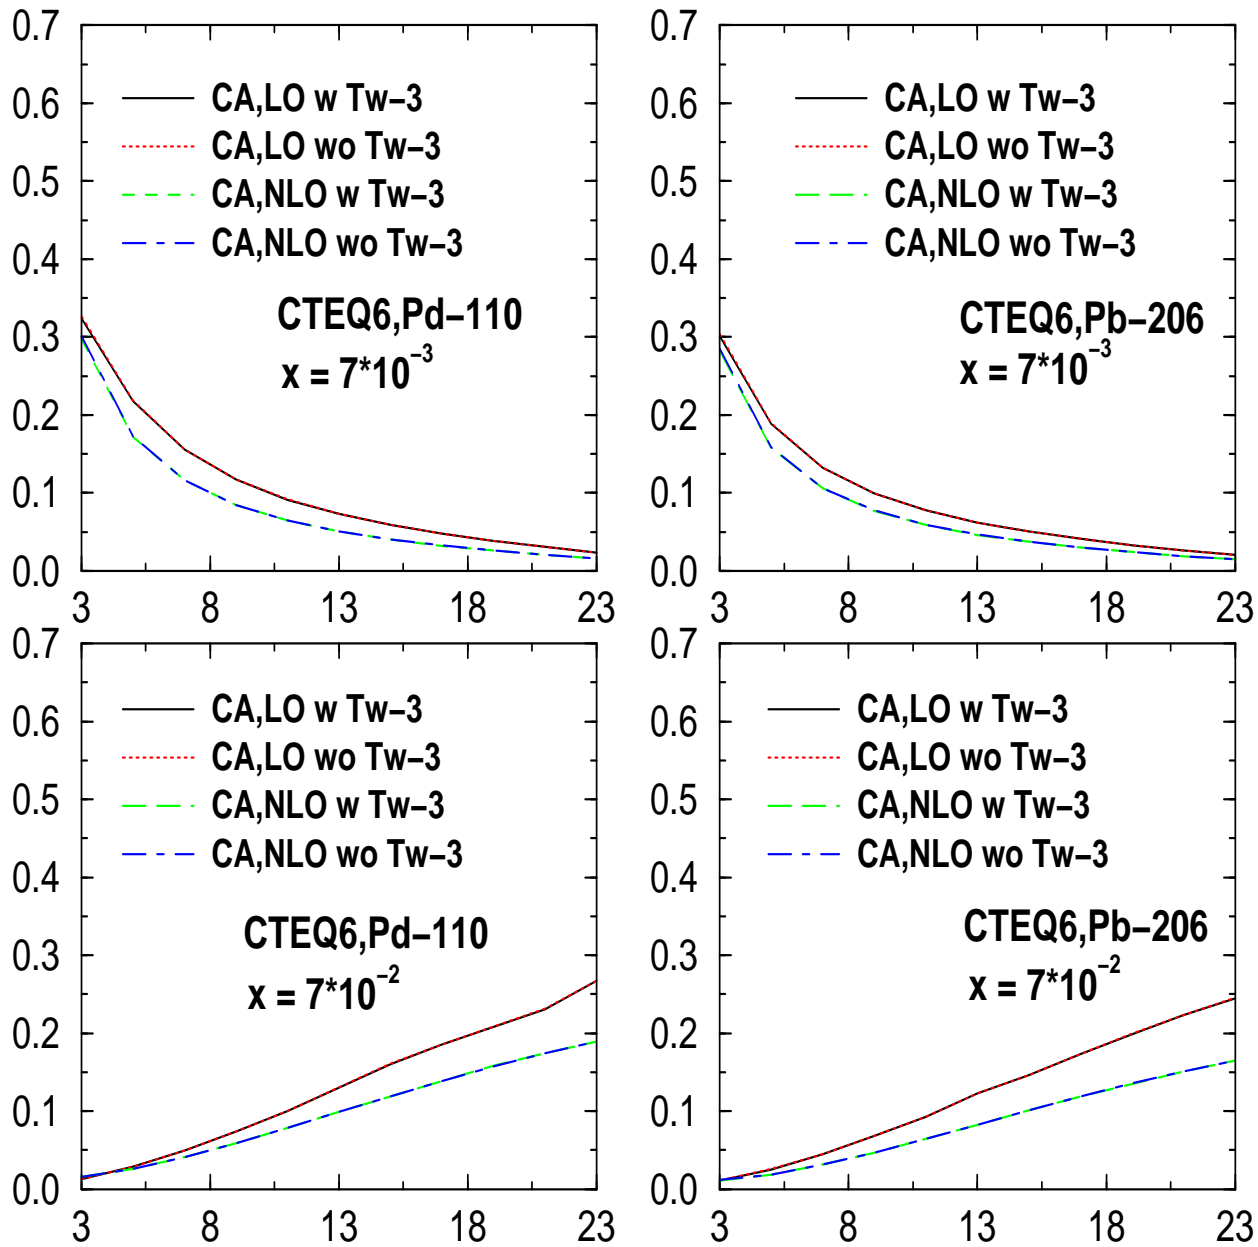 0.7
0.6
0.5
0.4
0.3
0.2
0.1
0.0
CA,LO w Tw–3
CA,LO wo Tw–3
CA,NLO w Tw–3
CA,NLO wo Tw–3
CTEQ6,Pd–110
x = 7*10⁻³
3 8 13 18 23
0.7
0.6
0.5
0.4
0.3
0.2
0.1
0.0
CA,LO w Tw–3
CA,LO wo Tw–3
CA,NLO w Tw–3
CA,NLO wo Tw–3
CTEQ6,Pb–206
x = 7*10⁻³
3 8 13 18 23
0.7
0.6
0.5
0.4
0.3
0.2
0.1
0.0
CA,LO w Tw–3
CA,LO wo Tw–3
CA,NLO w Tw–3
CA,NLO wo Tw–3
CTEQ6,Pd–110
x = 7*10⁻²
3 8 13 18 23
0.7
0.6
0.5
0.4
0.3
0.2
0.1
0.0
CA,LO w Tw–3
CA,LO wo Tw–3
CA,NLO w Tw–3
CA,NLO wo Tw–3
CTEQ6,Pb–206
x = 7*10⁻²
3 8 13 18 23